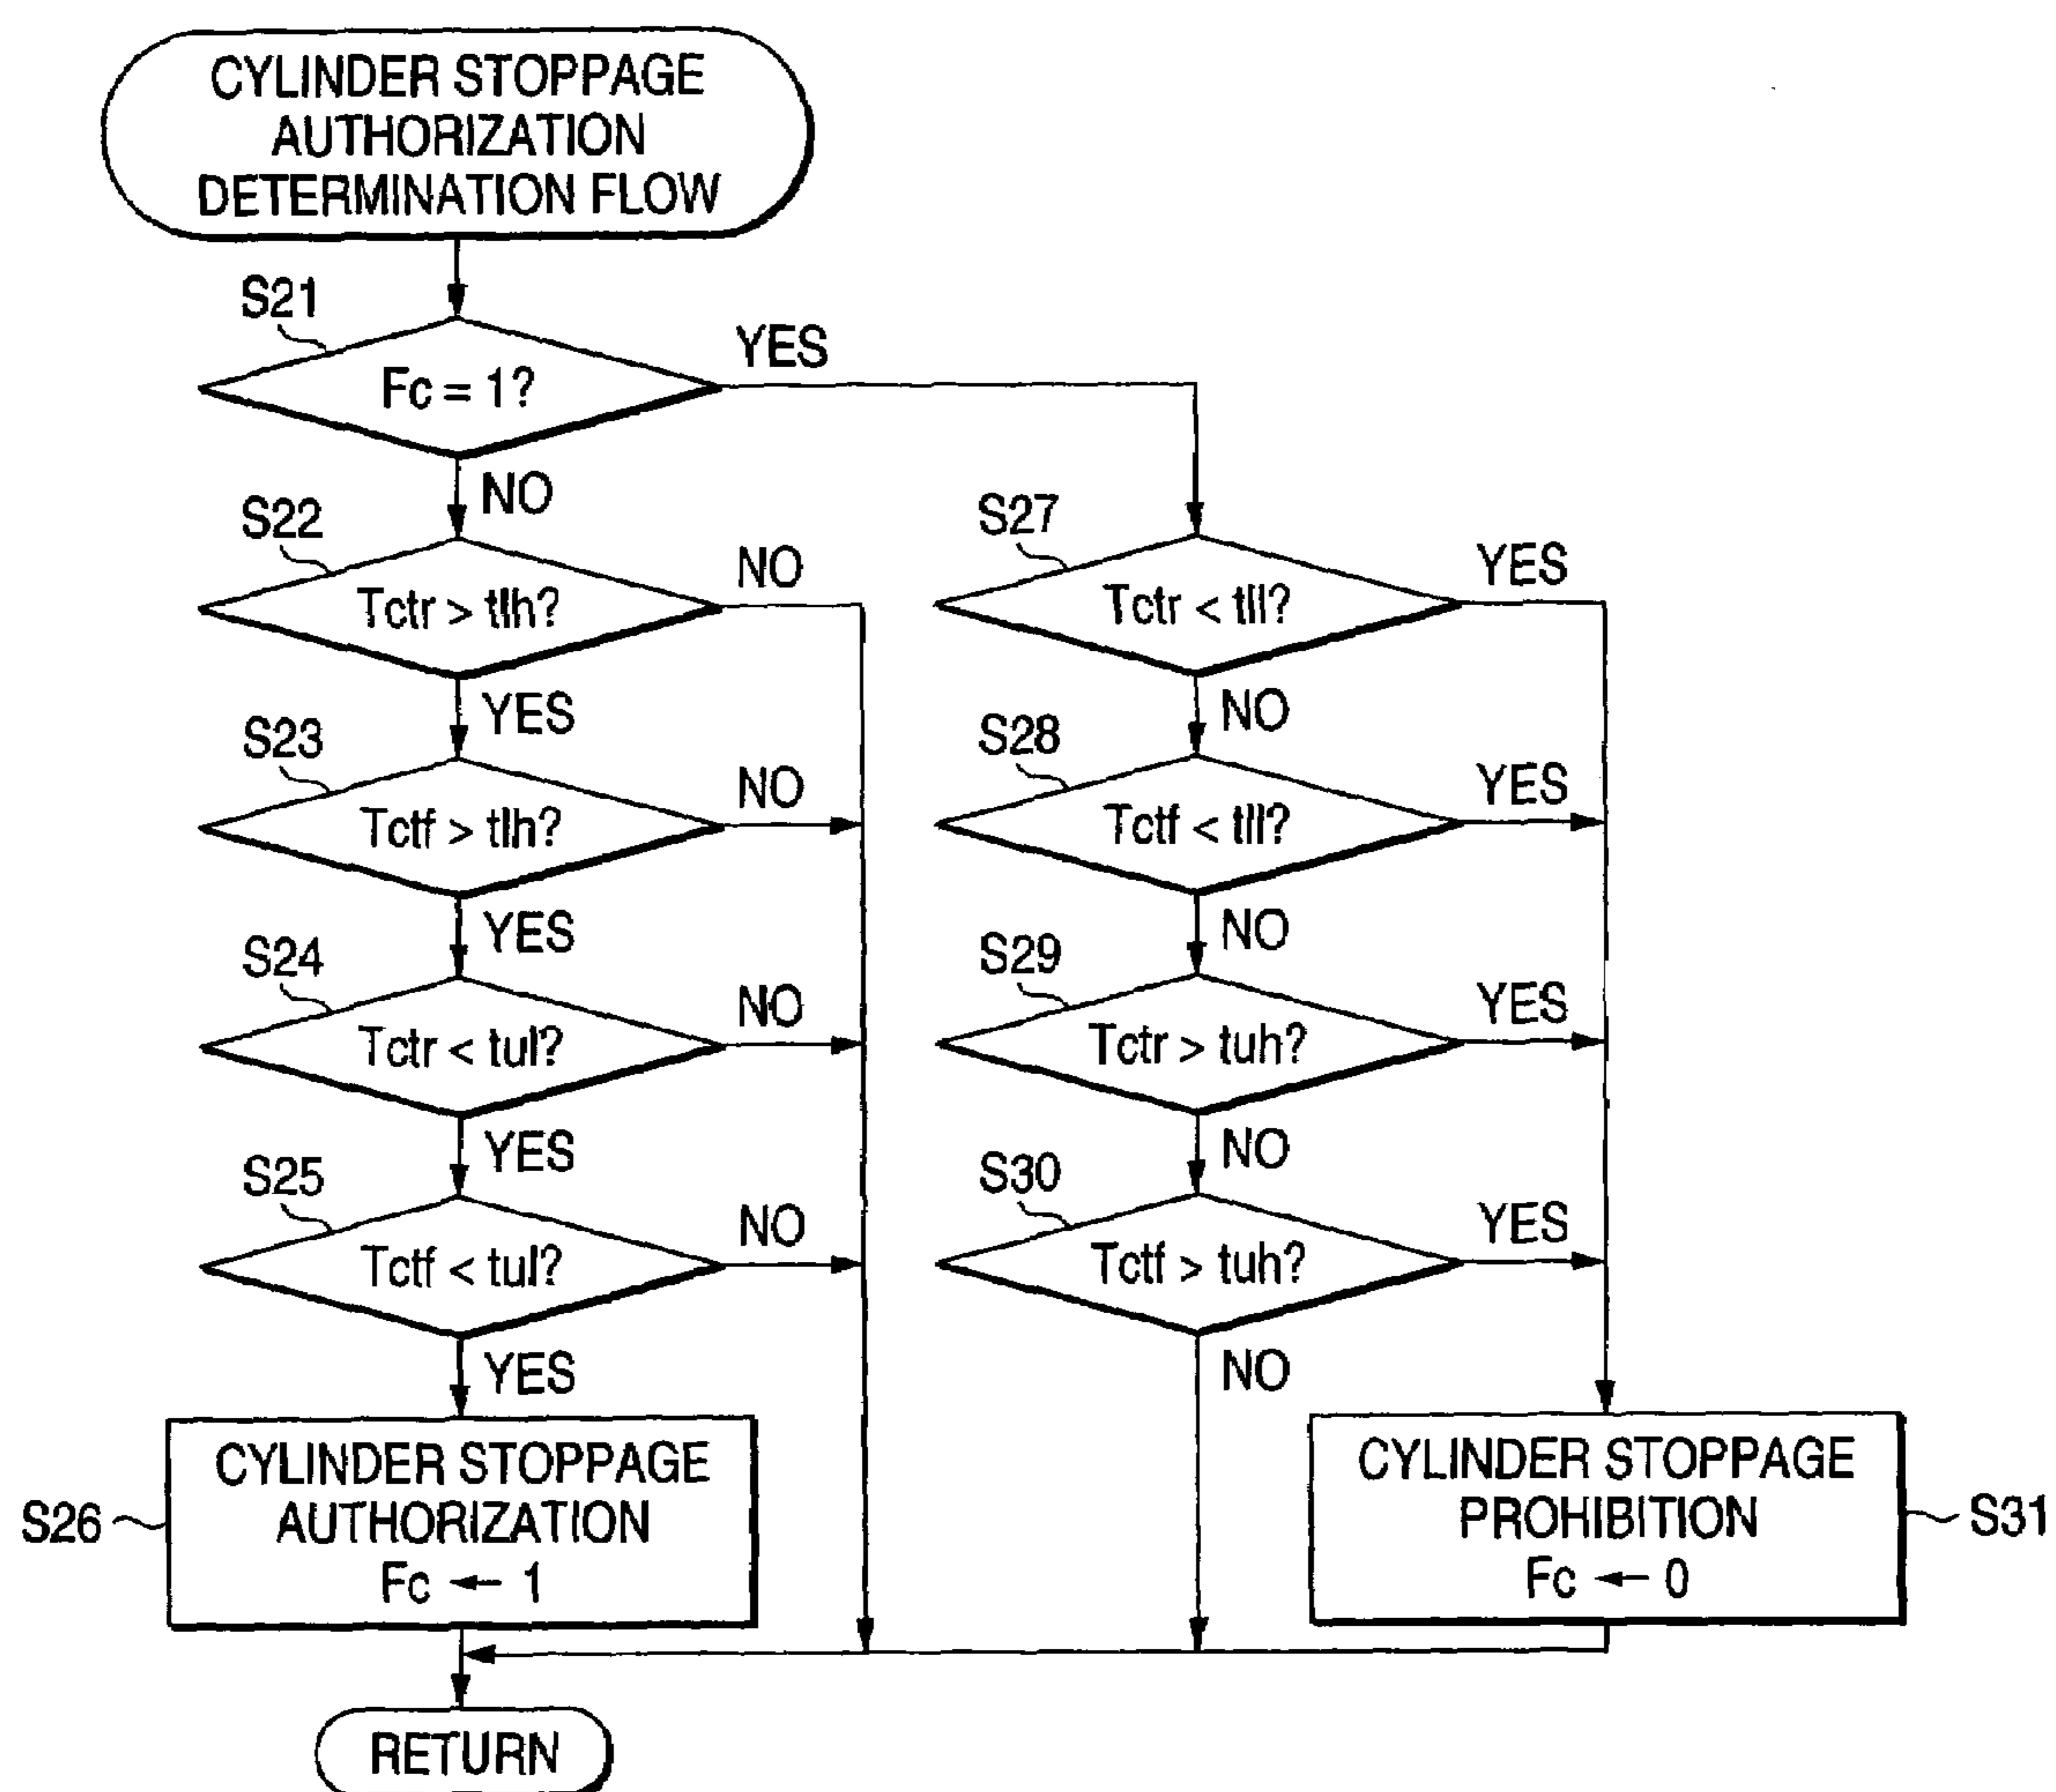 CYLINDER STOPPAGE
AUTHORIZATION
DETERMINATION FLOW
S21
Fc = 1?
YES
NO
S22
Tctr > tlh?
NO
YES
S23
Tctf > tlh?
NO
YES
S24
Tctr < tul?
NO
YES
S25
Tctf < tul?
NO
YES
S26
CYLINDER STOPPAGE
AUTHORIZATION
Fc ← 1
S27
Tctr < tll?
YES
NO
S28
Tctf < tll?
YES
NO
S29
Tctr > tuh?
YES
NO
S30
Tctf > tuh?
YES
NO
CYLINDER STOPPAGE
PROHIBITION
Fc ← 0
S31
RETURN